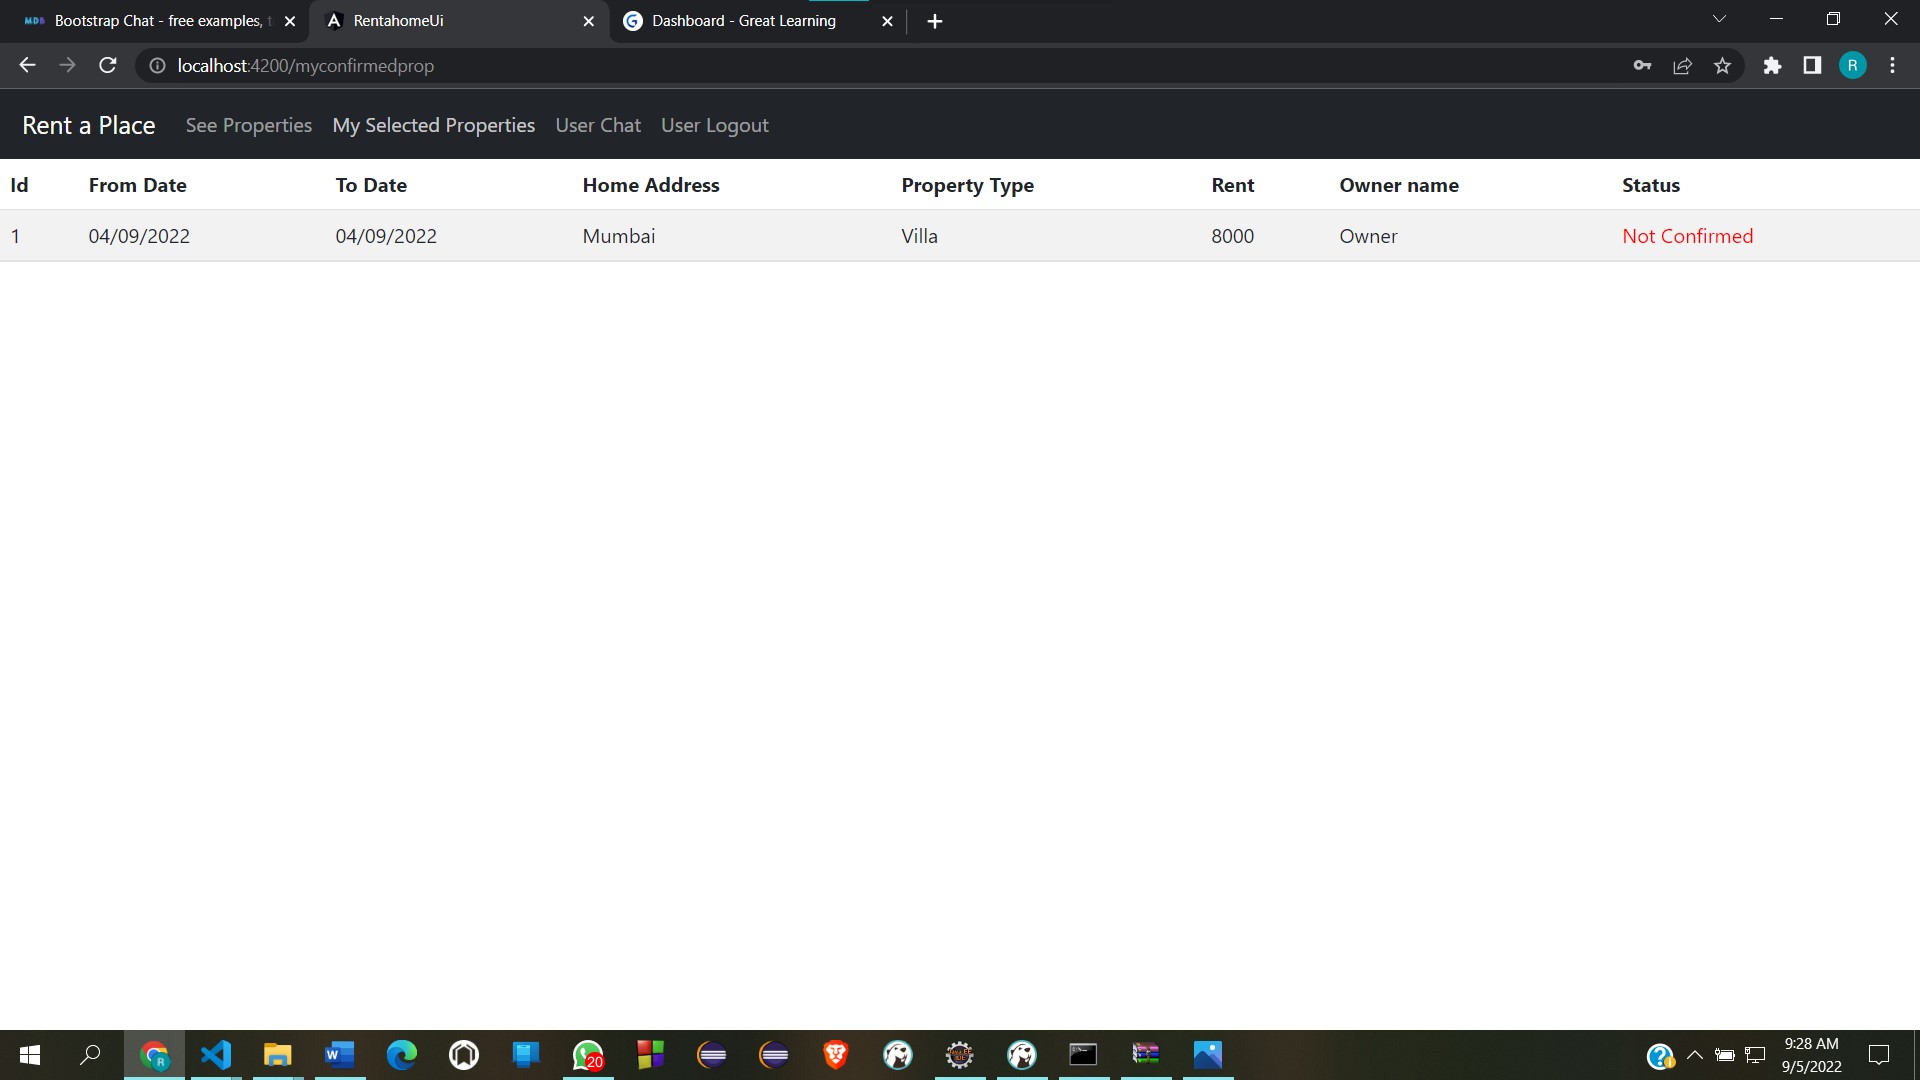 MDB Bootstrap Chat - free examples, t
RentahomeUi
Dashboard - Great Learning
localhost:4200/myconfirmedprop
R
Rent a Place See Properties My Selected Properties User Chat User Logout
Id From Date To Date Home Address Property Type Rent Owner name Status
1 04/09/2022 04/09/2022 Mumbai Villa 8000 Owner Not Confirmed
20
9:28 AM
9/5/2022